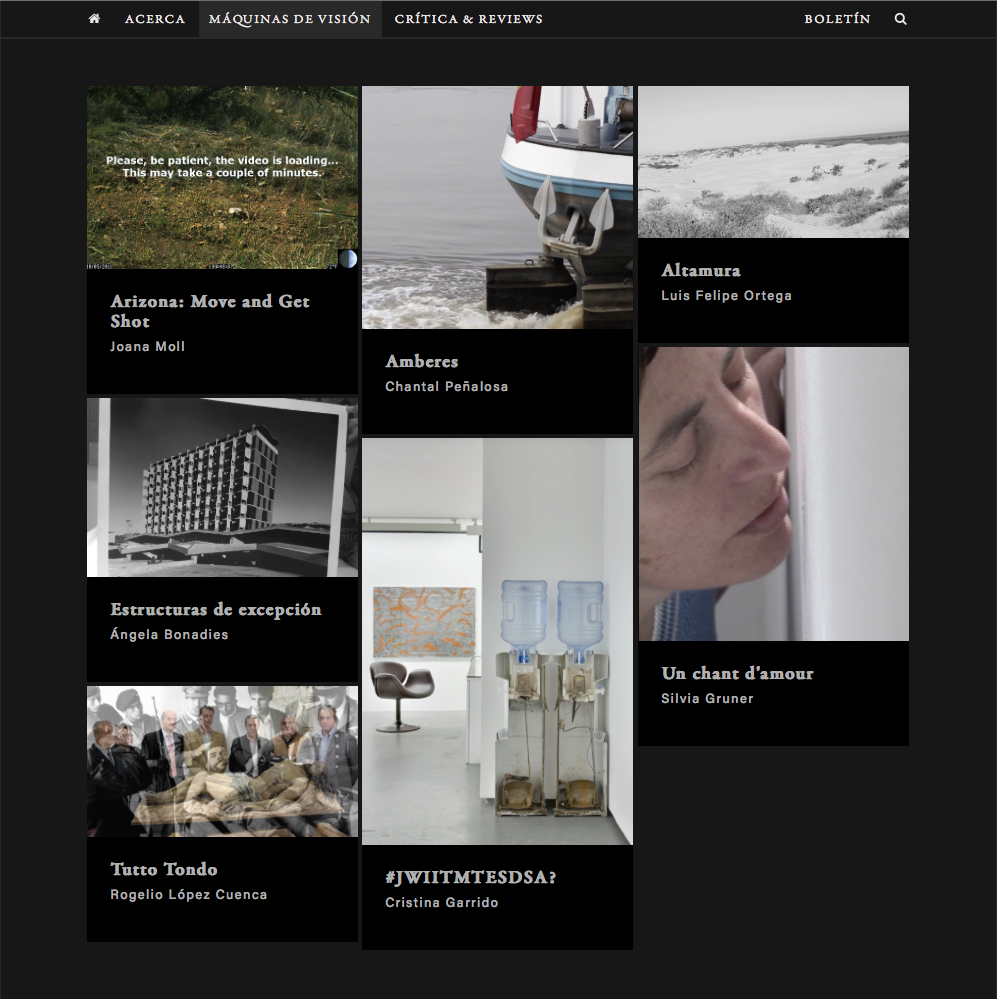 ACERCA
MÁQUINAS DE VISIÓN
CRÍTICA & REVIEWS
BOLETÍN
Please, be patient, the video is loading...
This may take a couple of minutes.
Arizona: Move and Get
Shot
Joana Moll
Estructuras de excepción
Ángela Bonadies
Tutto Tondo
Rogelio López Cuenca
Amberes
Chantal Peñalosa
#JWIITMTESDSA?
Cristina Garrido
Altamura
Luis Felipe Ortega
Un chant d'amour
Silvia Gruner